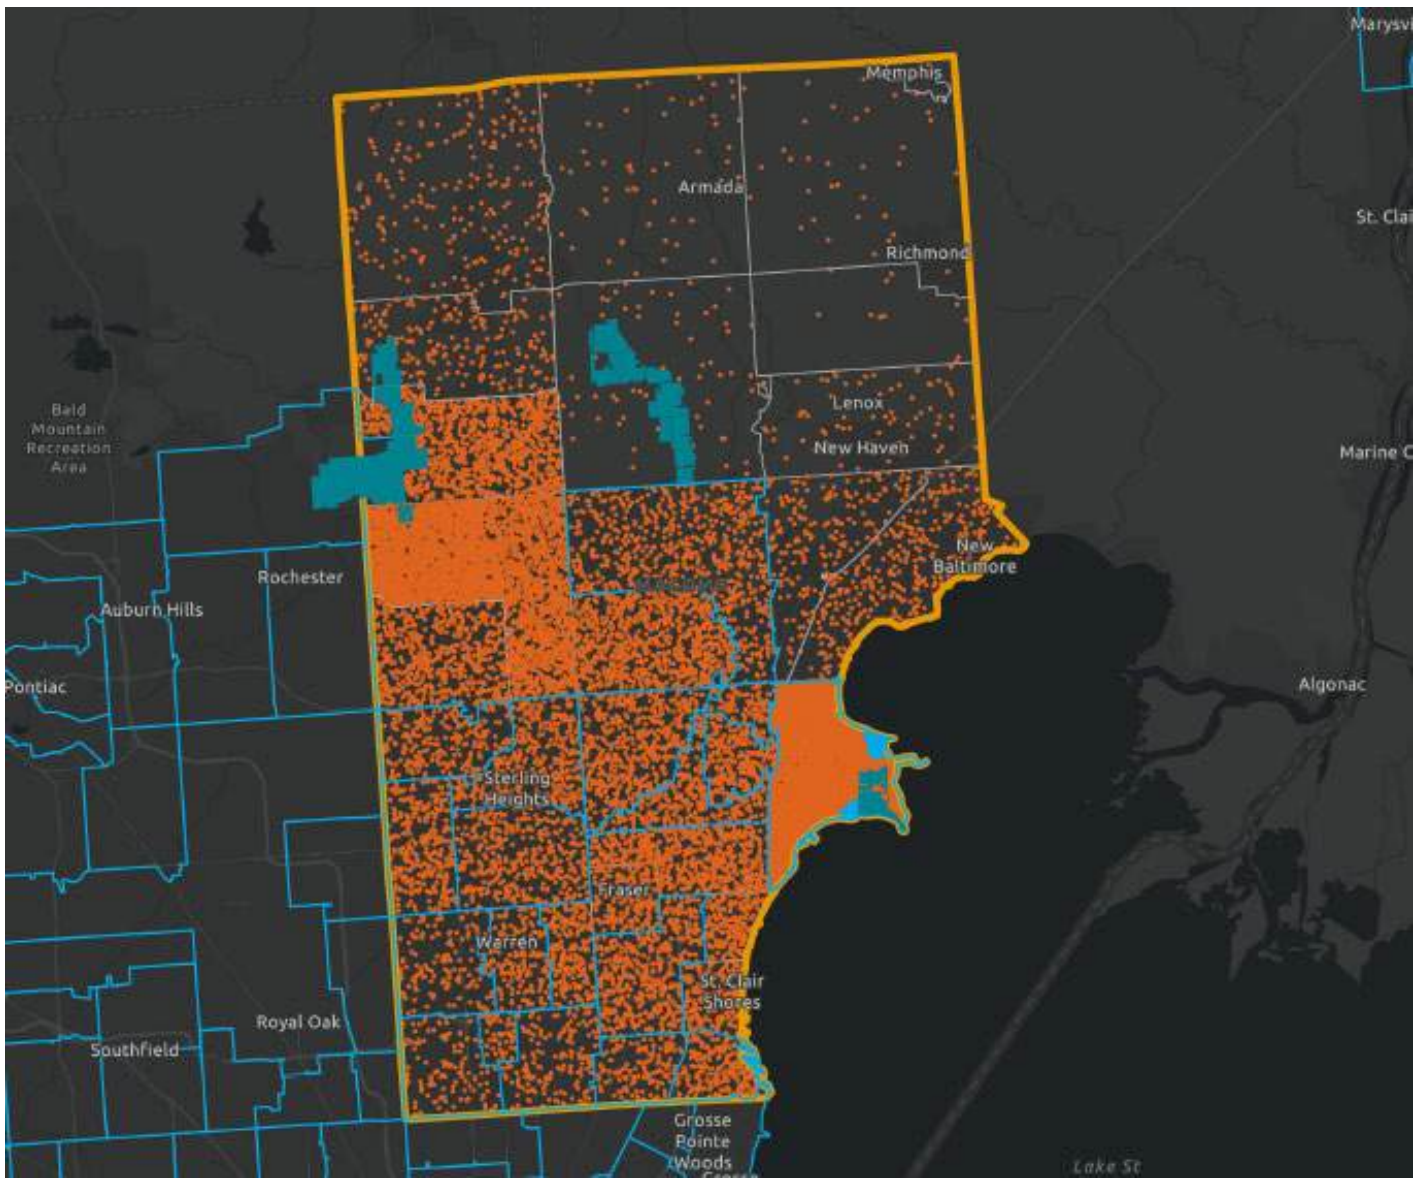 Marysvi
Memphis
Armada
St. Clai
Richmond
Bald
Mountain
Recreation
Area
Lenox
New Haven
Marine C
New
Baltimore
Rochester
Auburn Hills
Pontiac
Algonac
Sterling
Heights
Fraser
Warren
St. Clair
Shores
Royal Oak
Southfield
Grosse
Pointe
Woods
Grosse
Lake St